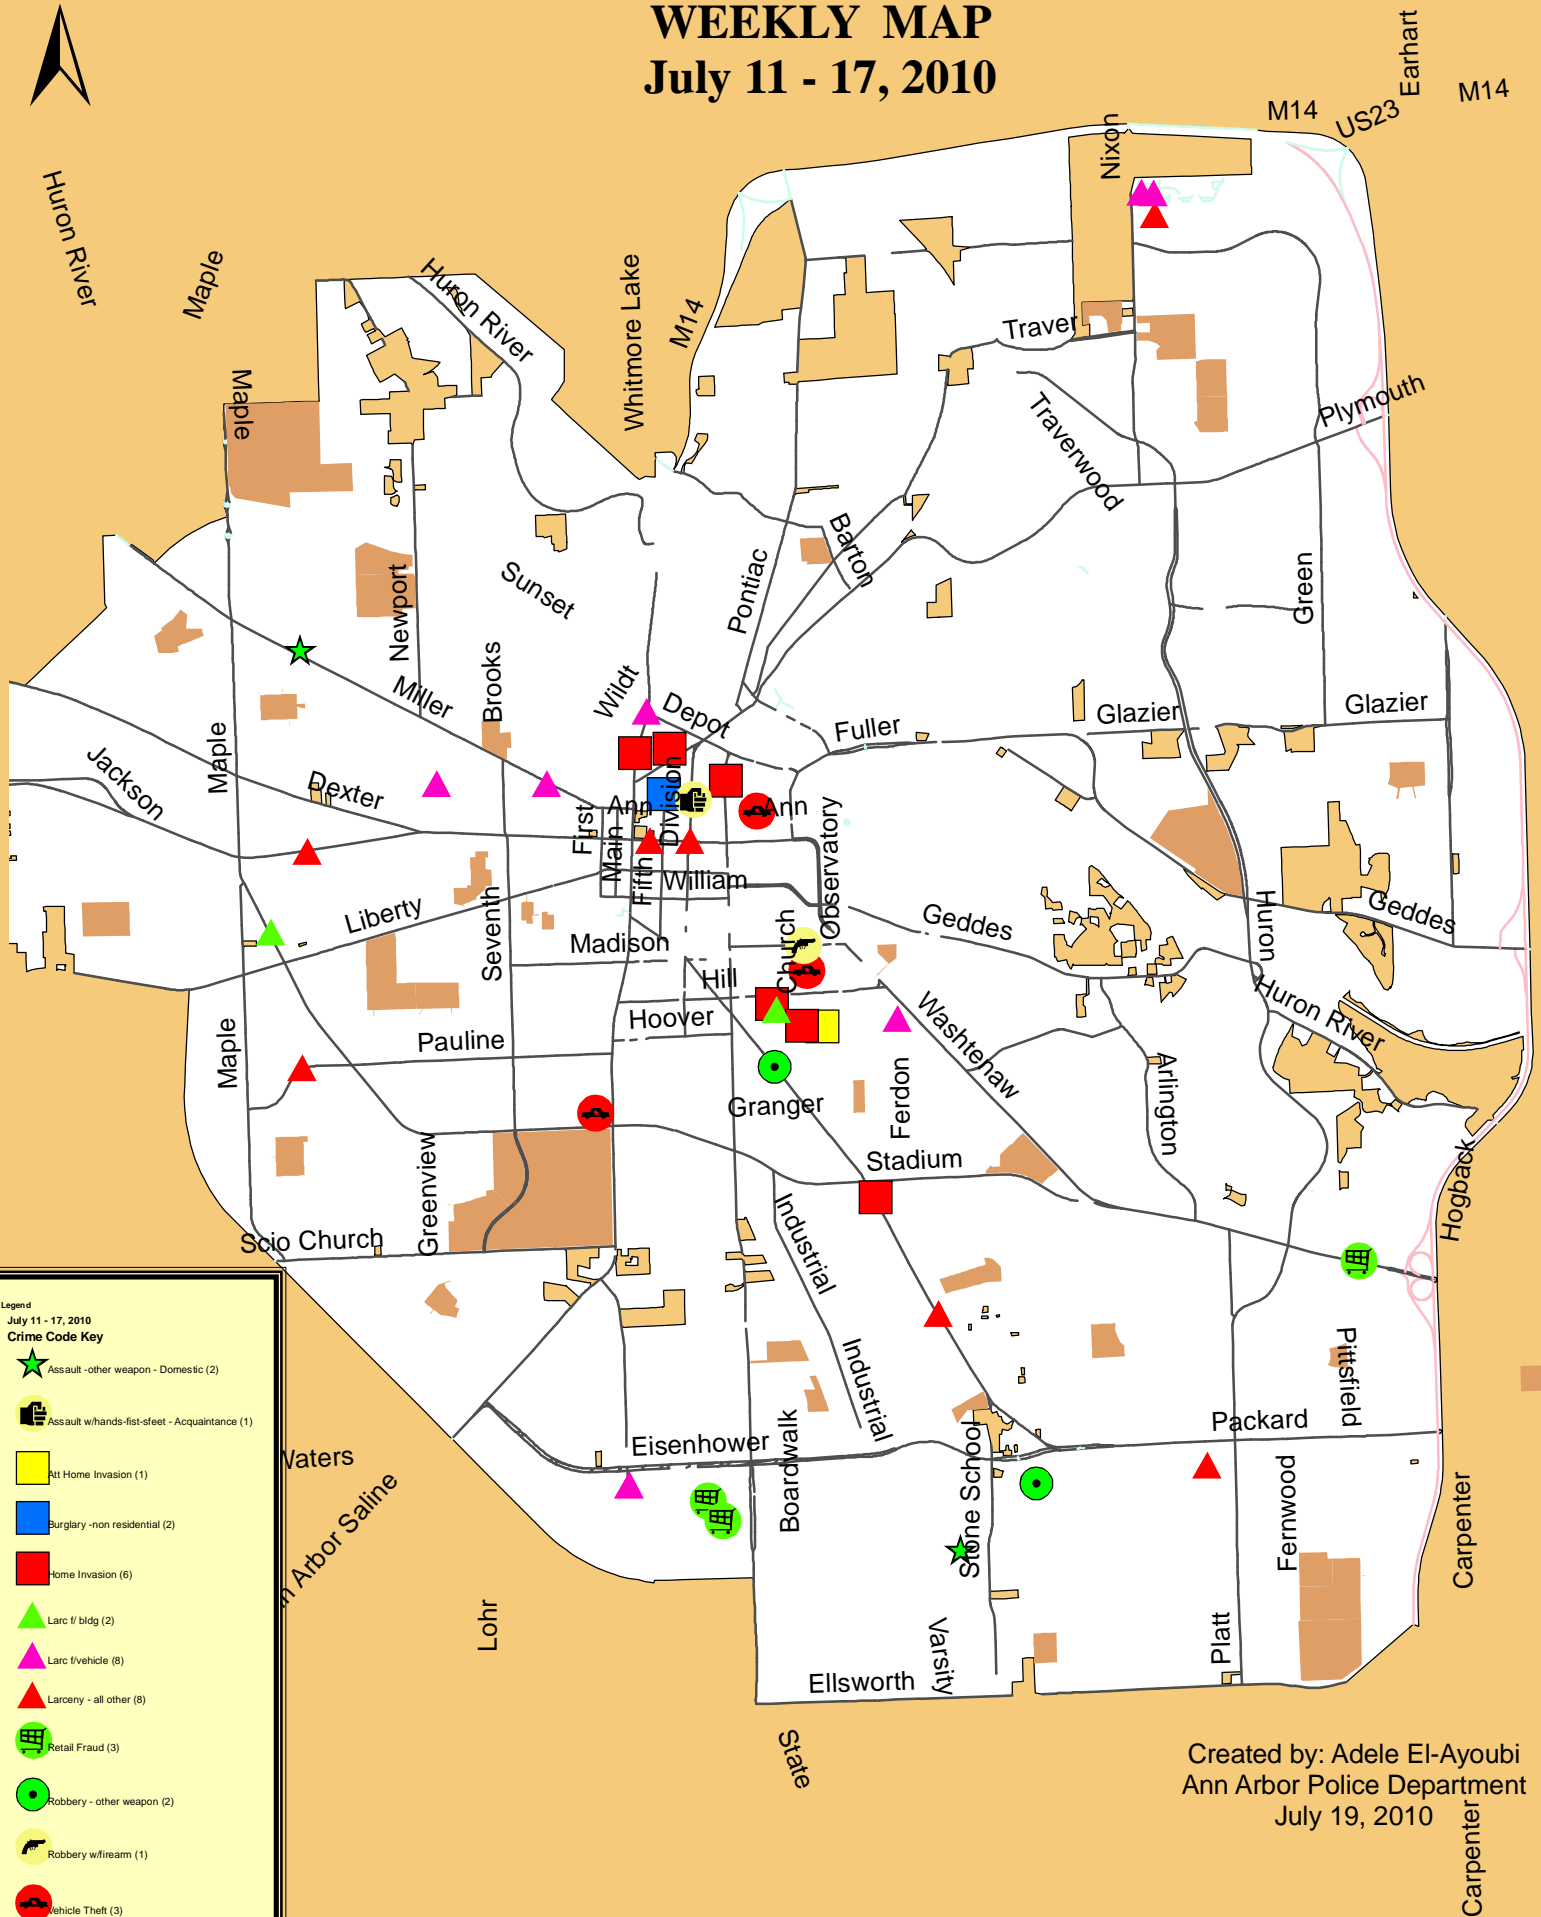 WEEKLY MAP
July 11 - 17, 2010
Earhart
M14
M14
US23
Nixon
Huron River
Maple
Huron River
Whitmore Lake
M14
Traver
Maple
Plymouth
Traverwood
Barton
Sunset
Pontiac
Newport
Green
Brooks
Miller
Wildt
Depot
Glazier
Glazier
Fuller
Maple
Jackson
Dexter
Division
Ann
Ann
First
Main
Fifth
Observatory
William
Liberty
Seventh
Madison
Church
Geddes
Huron
Geddes
Hill
Huron River
Hoover
Washtenaw
Pauline
Maple
Arlington
Ferdon
Granger
Stadium
Greenview
Hogback
Industrial
Scio Church
Industrial
Pittsfield
Packard
Eisenhower
Boardwalk
Stone School
Fernwood
Carpenter
Waters
n Arbor Saline
Lohr
Varsity
Platt
Ellsworth
State
Legend
July 11 - 17, 2010
Crime Code Key
Assault -other weapon - Domestic (2)
Assault w/hands-fist-sfeet - Acquaintance (1)
Att Home Invasion (1)
Burglary -non residential (2)
Home Invasion (6)
Larc f/ bldg (2)
Larc f/vehicle (8)
Larceny - all other (8)
Retail Fraud (3)
Robbery - other weapon (2)
Robbery w/firearm (1)
Vehicle Theft (3)
Created by: Adele El-Ayoubi
Ann Arbor Police Department
July 19, 2010
Carpenter